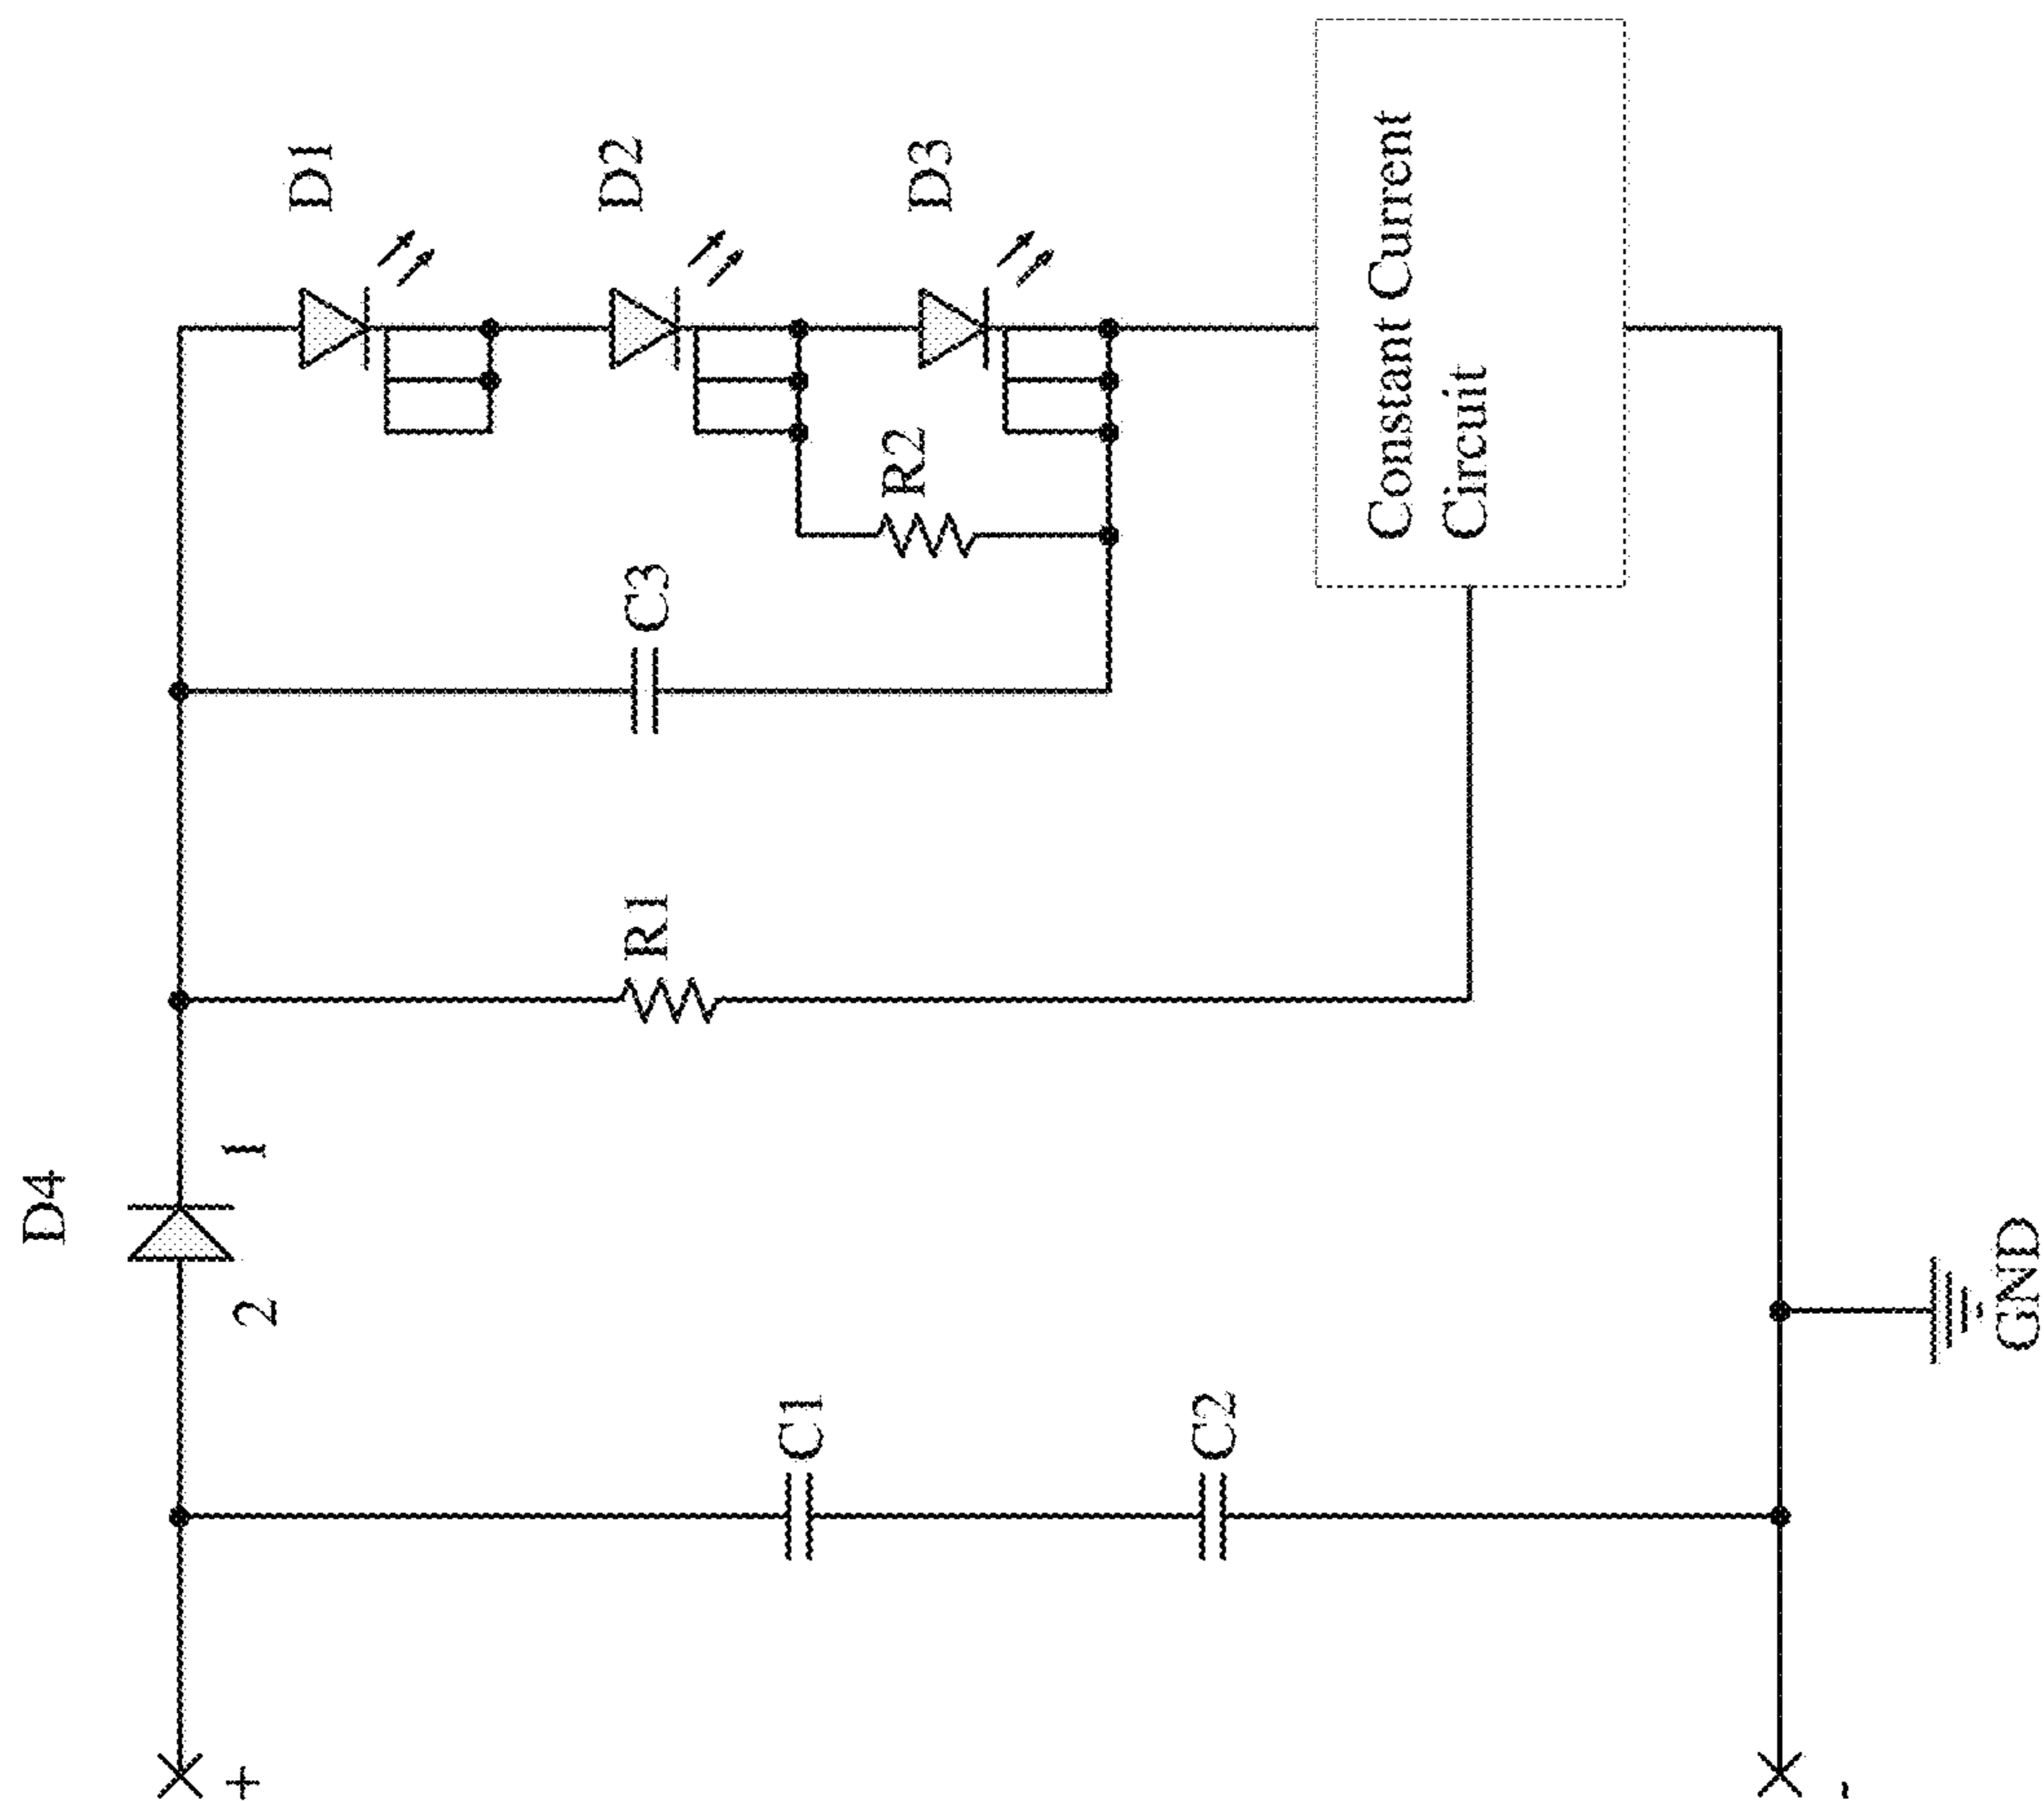 D1
D2
D3
R2
C3
Constant Current
Circuit
R1
D4
1
2
C1
C2
GND
+
-